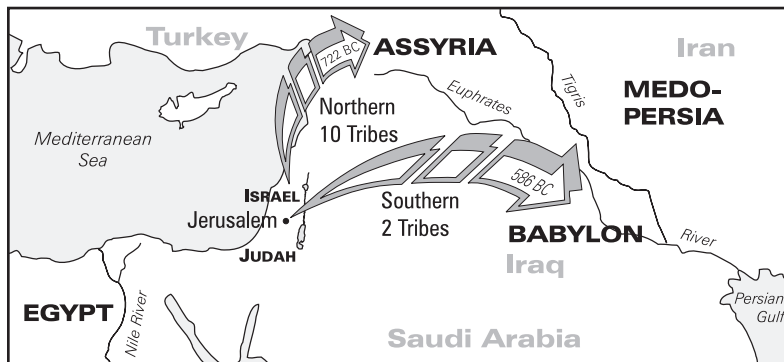 Turkey
722 BC
ASSYRIA
Iran
Tigris
MEDO-
PERSIA
Euphrates
Northern
10 Tribes
Mediterranean
Sea
586 BC
ISRAEL
Jerusalem
Southern
2 Tribes
JUDAH
BABYLON
River
Iraq
EGYPT
Nile River
Persian
Gulf
Saudi Arabia